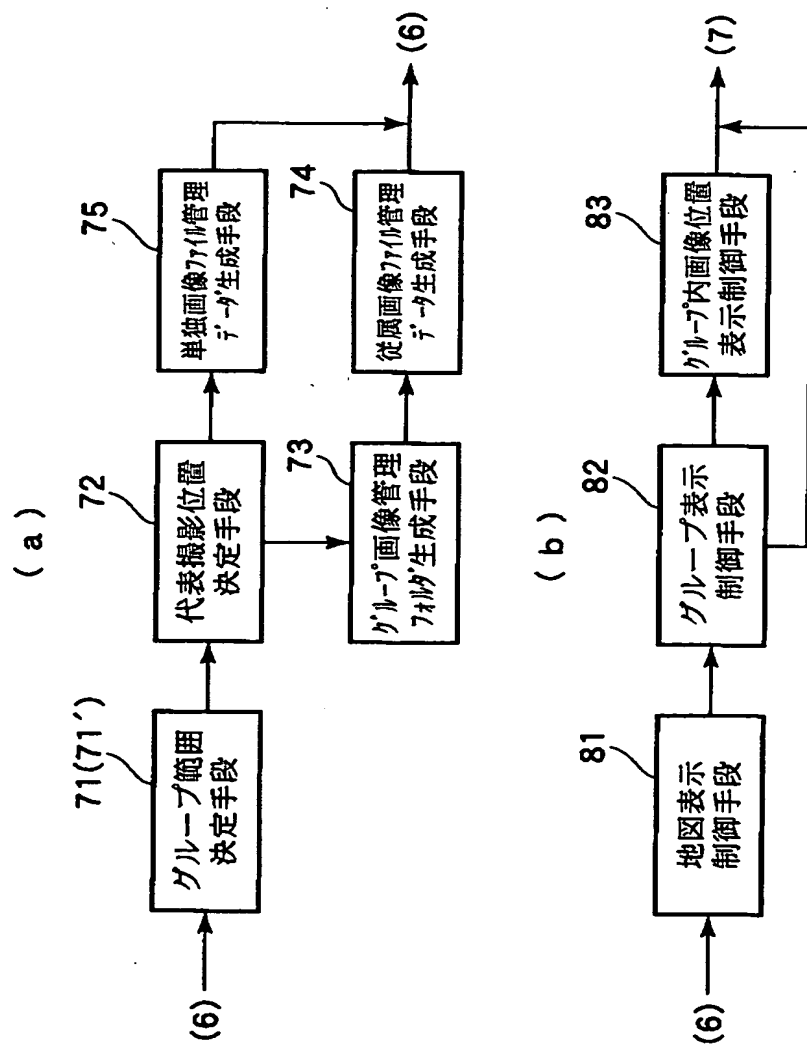 (a)
(6)
71(71´)
グループ範囲
決定手段
72
代表撮影位置
決定手段
75
単独画像ファイル管理
データ生成手段
73
グループ画像管理
フォルダ生成手段
74
従属画像ファイル管理
データ生成手段
(6)
(b)
(6)
81
地図表示
制御手段
82
グループ表示
制御手段
83
グループ内画像位置
表示制御手段
(7)